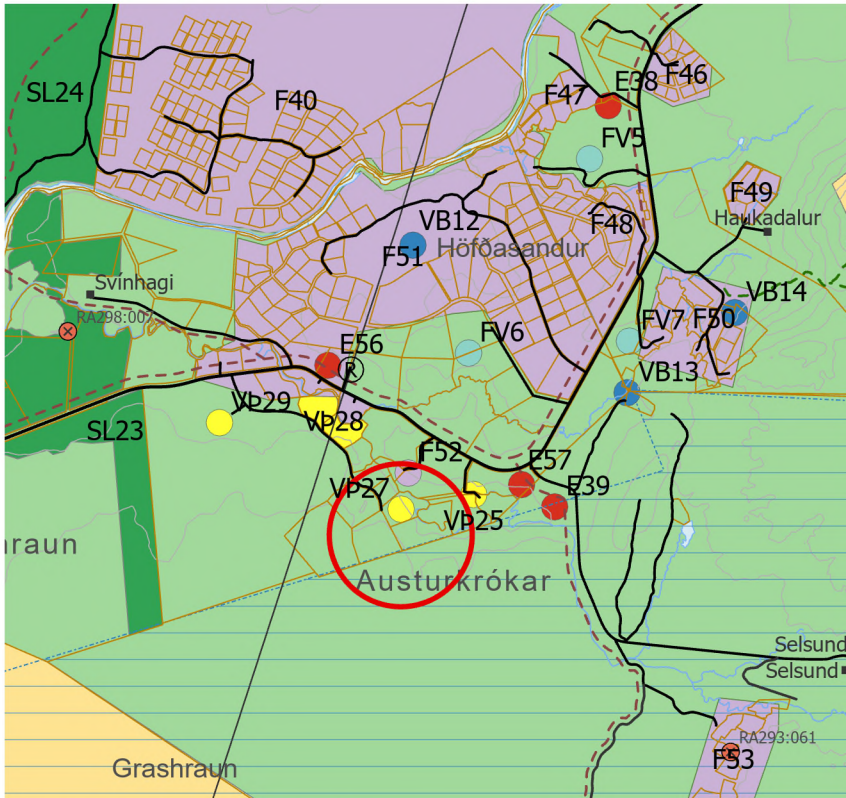 F46
E38
SL24
F47
F40
FV5
F49
Haukadalur
VB12
F48
Höfðasandur
F51
Svínhagi
VB14
RA298:007
FV7
F50
FV6
E56
R
VB13
VÞ29
VÞ28
SL23
F52
E57
VÞ27
E39
VÞ25
hraun
Austurkrókar
Selsund
Selsund
RA293:061
F53
Grashraun